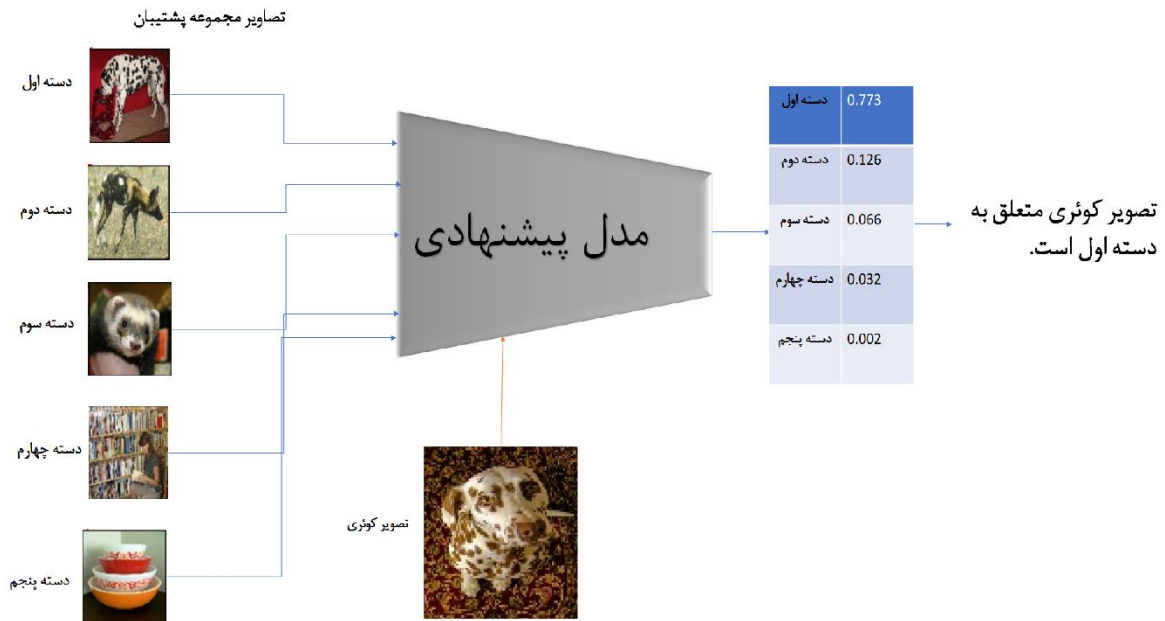 تصاویر مجموعه پشتیبان
دسته اول
دسته دوم
دسته سوم
دسته چهارم
دسته پنجم
مدل پیشنهادی
تصویر کوئری
دسته اول 0.773
دسته دوم 0.126
دسته سوم 0.066
دسته چهارم 0.032
دسته پنجم 0.002
تصویر کوئری متعلق به
دسته اول است.